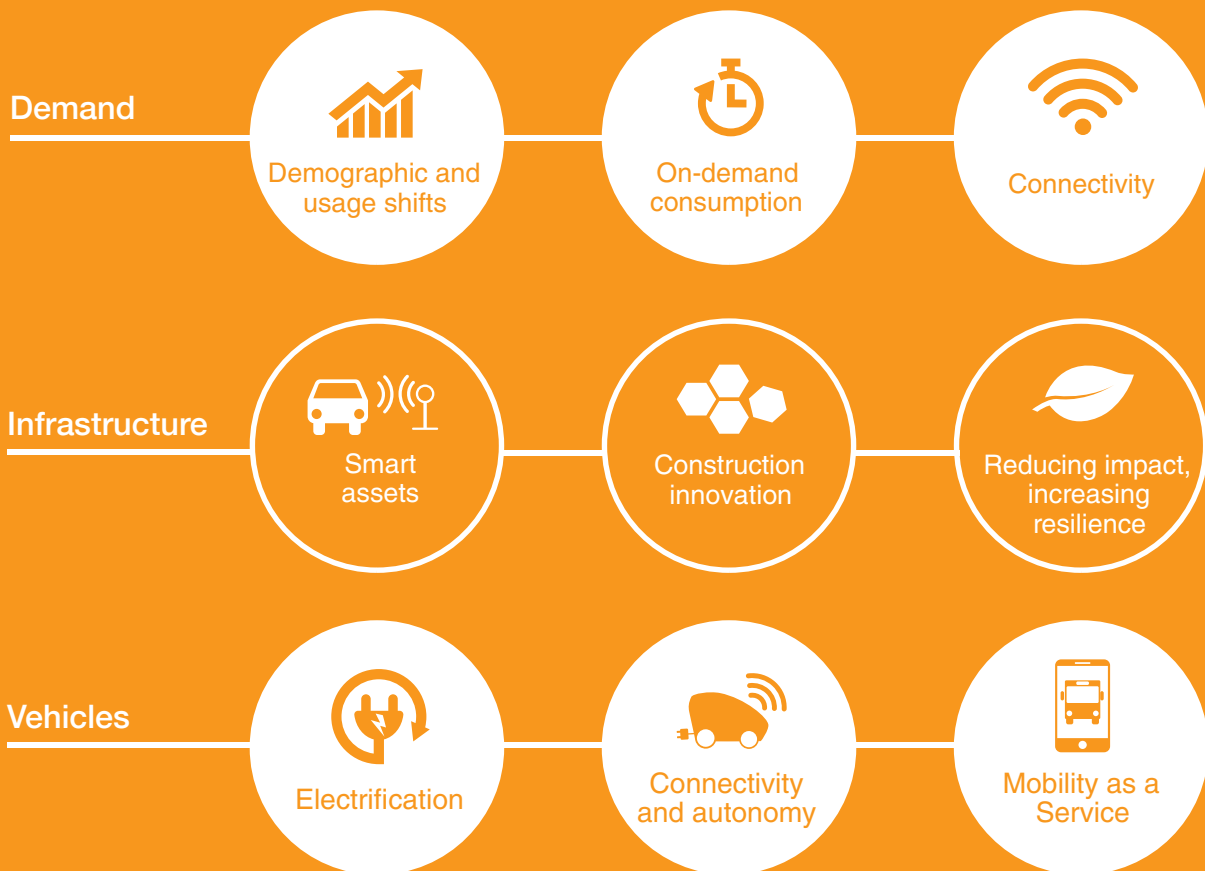 Demand
Demographic and
usage shifts
On-demand
consumption
Connectivity
Infrastructure
Smart
assets
Construction
innovation
Reducing impact,
increasing
resilience
Vehicles
Electrification
Connectivity
and autonomy
Mobility as a
Service